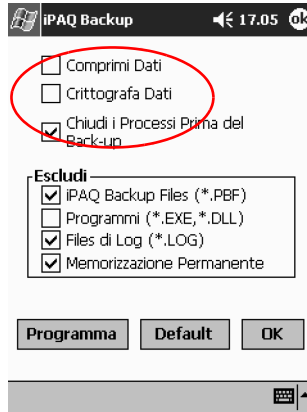 iPAQ Backup 17.05 ok
Comprimi Dati
Crittografa Dati
Chiudi i Processi Prima del
Back-up
Escludi
iPAQ Backup Files (*.PBF)
Programmi (*.EXE,*.DLL)
Files di Log (*.LOG)
Memorizzazione Permanente
Programma Default OK